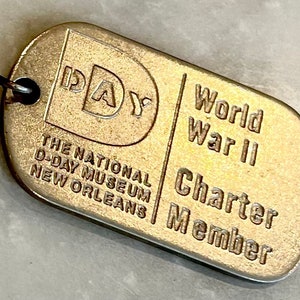 D-DAY
THE NATIONAL
D-DAY MUSEUM
NEW ORLEANS
World
War II
Charter
Member